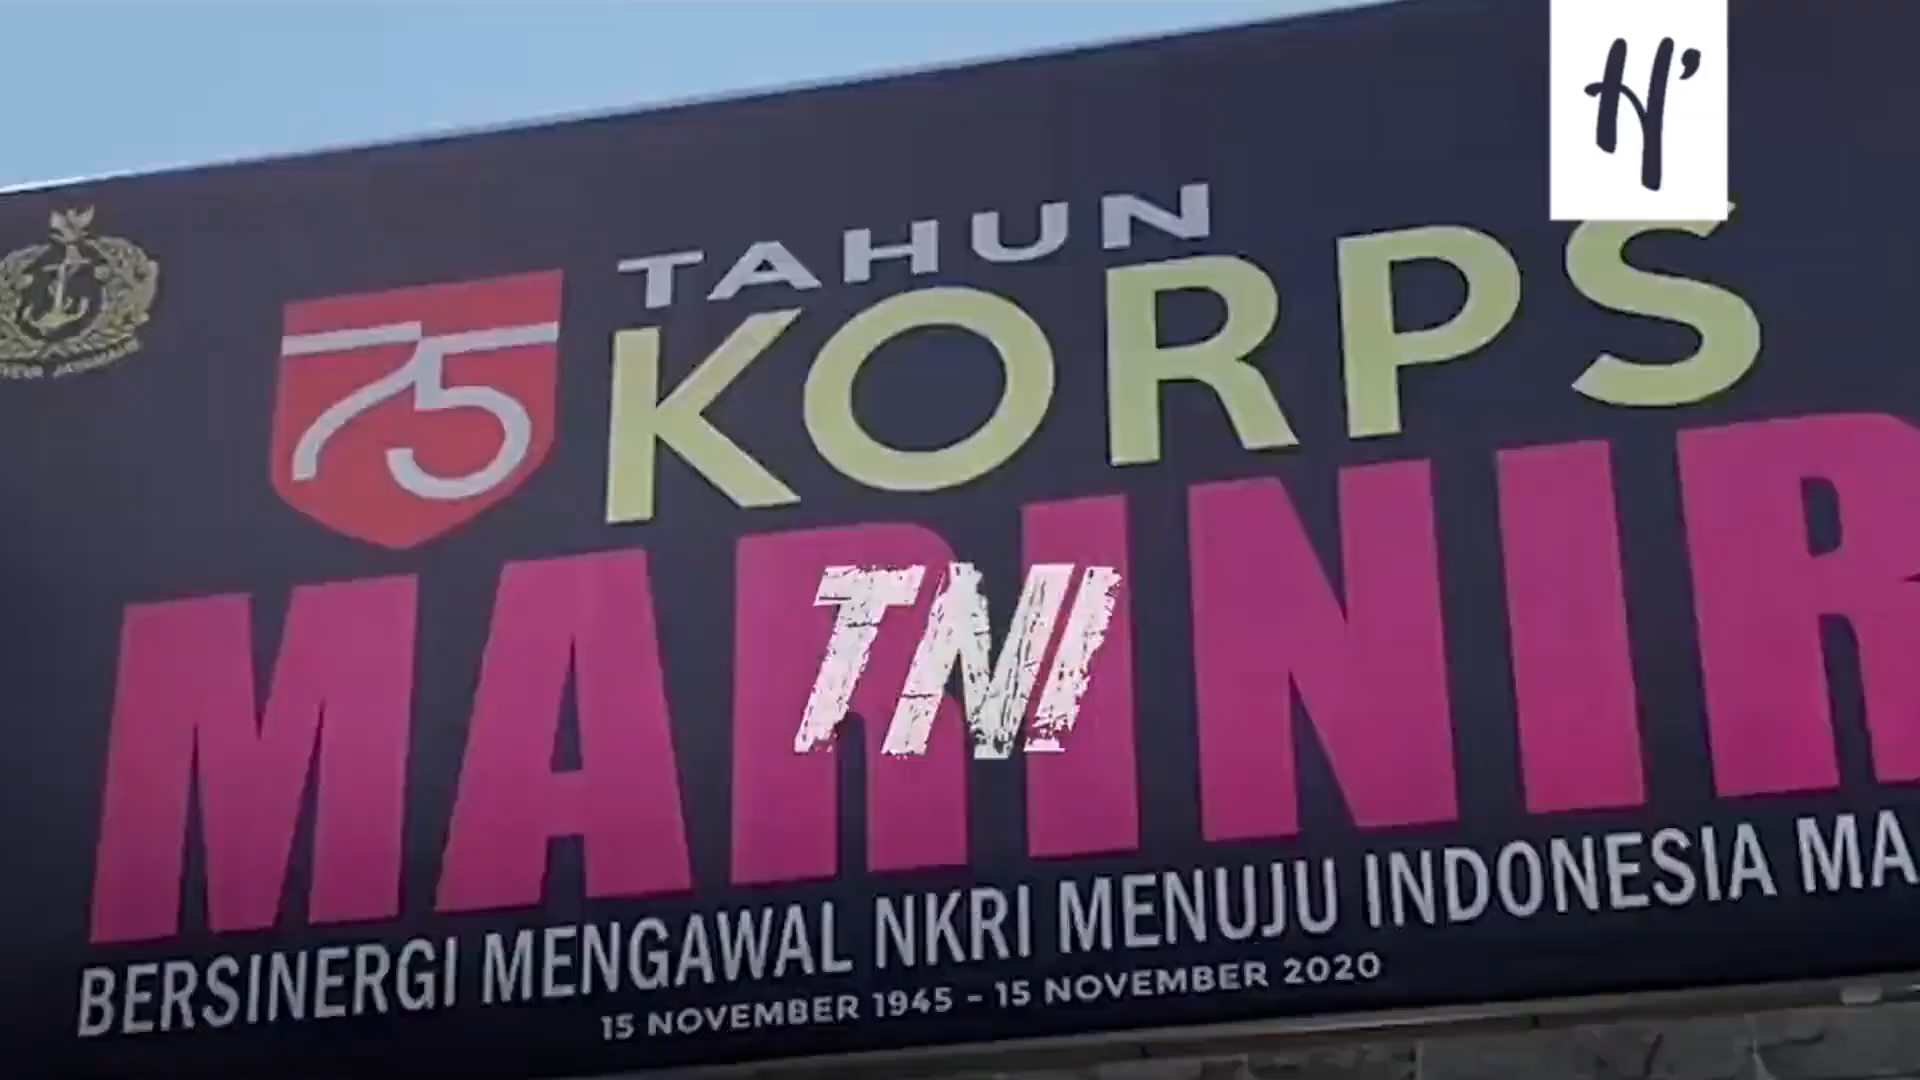 H'
TAHUN
75 KORPS
MARINIR
TNI
BERSINERGI MENGAWAL NKRI MENUJU INDONESIA MA
15 NOVEMBER 1945 - 15 NOVEMBER 2020